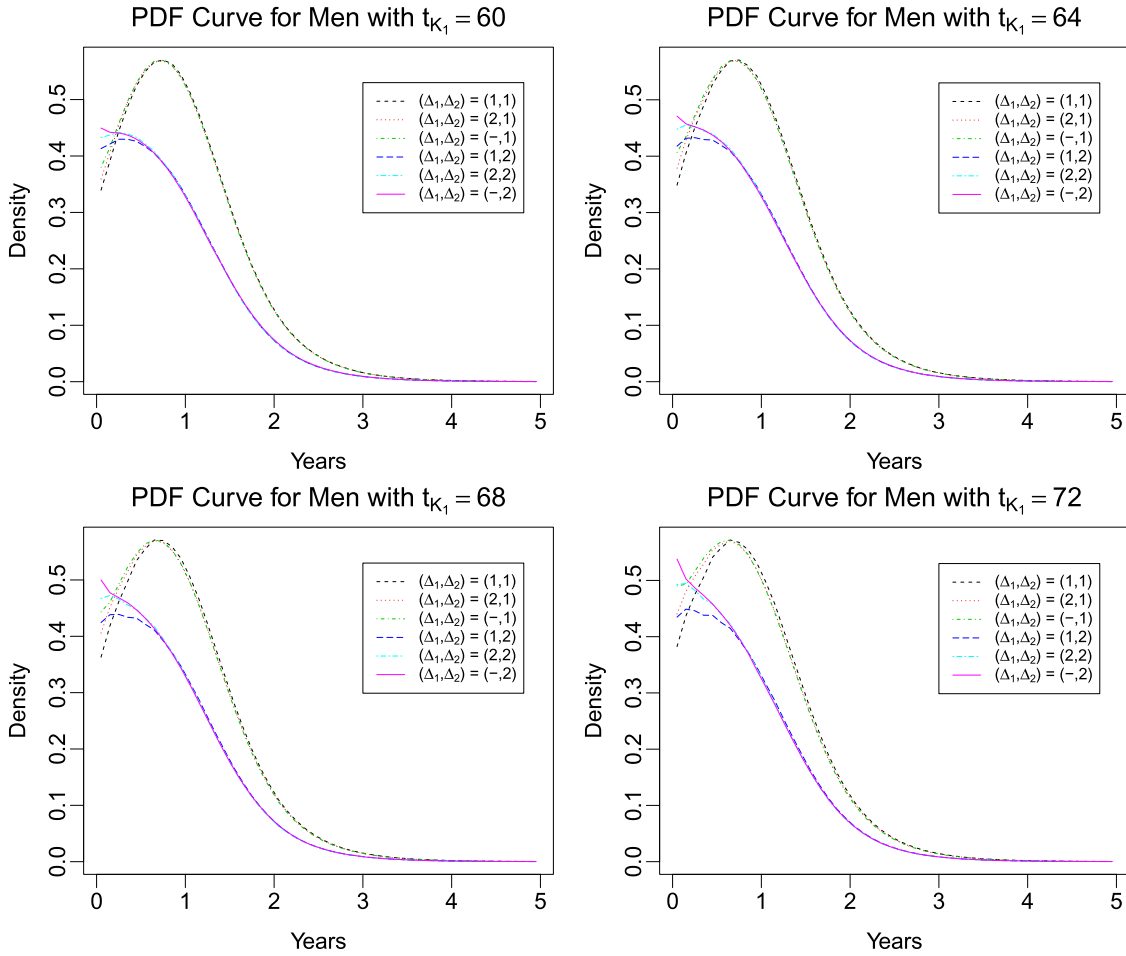 PDF Curve for Men with t_{K_1} = 60
0.5
0.4
0.3
0.2
0.1
0.0
Density
(Δ₁,Δ₂) = (1,1)
(Δ₁,Δ₂) = (2,1)
(Δ₁,Δ₂) = (−,1)
(Δ₁,Δ₂) = (1,2)
(Δ₁,Δ₂) = (2,2)
(Δ₁,Δ₂) = (−,2)
0 1 2 3 4 5
Years
PDF Curve for Men with t_{K_1} = 64
0.5
0.4
0.3
0.2
0.1
0.0
Density
(Δ₁,Δ₂) = (1,1)
(Δ₁,Δ₂) = (2,1)
(Δ₁,Δ₂) = (−,1)
(Δ₁,Δ₂) = (1,2)
(Δ₁,Δ₂) = (2,2)
(Δ₁,Δ₂) = (−,2)
0 1 2 3 4 5
Years
PDF Curve for Men with t_{K_1} = 68
0.5
0.4
0.3
0.2
0.1
0.0
Density
(Δ₁,Δ₂) = (1,1)
(Δ₁,Δ₂) = (2,1)
(Δ₁,Δ₂) = (−,1)
(Δ₁,Δ₂) = (1,2)
(Δ₁,Δ₂) = (2,2)
(Δ₁,Δ₂) = (−,2)
0 1 2 3 4 5
Years
PDF Curve for Men with t_{K_1} = 72
0.5
0.4
0.3
0.2
0.1
0.0
Density
(Δ₁,Δ₂) = (1,1)
(Δ₁,Δ₂) = (2,1)
(Δ₁,Δ₂) = (−,1)
(Δ₁,Δ₂) = (1,2)
(Δ₁,Δ₂) = (2,2)
(Δ₁,Δ₂) = (−,2)
0 1 2 3 4 5
Years